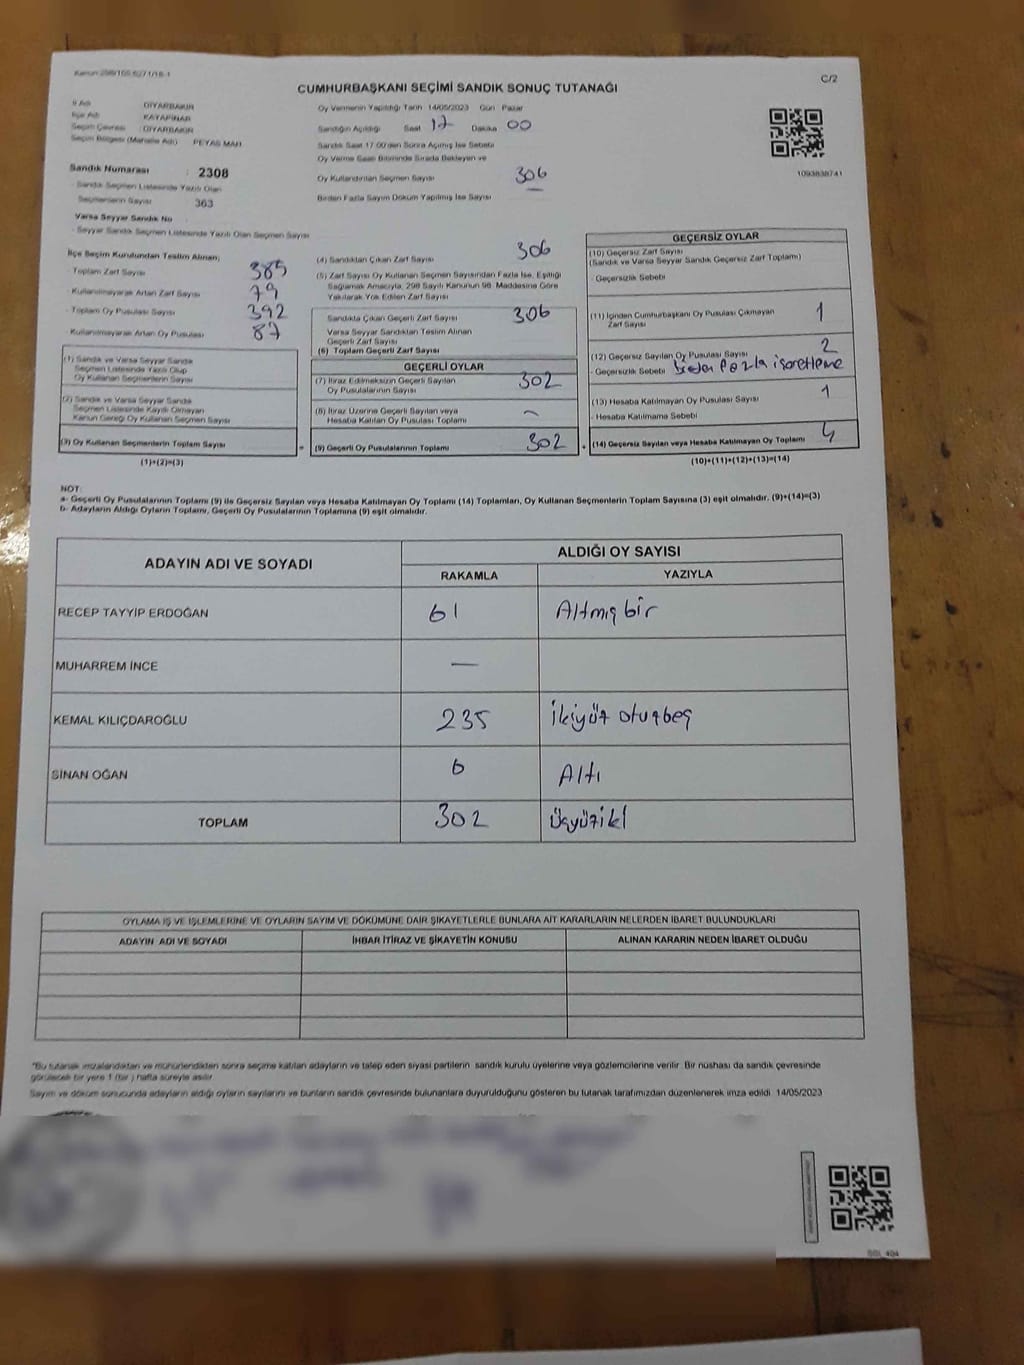 Kanun:298/105,6271/18-1
C/2
CUMHURBAŞKANI SEÇİMİ SANDIK SONUÇ TUTANAĞI
İl Adı : DİYARBAKIR
İlçe Adı : KAYAPINAR
Seçim Çevresi : DİYARBAKIR
Seçim Bölgesi (Mahalle Adı) : PEYAS MAH.
Sandık Numarası : 2308
- Sandık Seçmen Listesinde Yazılı Olan
Seçmenlerin Sayısı : 363
Varsa Seyyar Sandık No
- Seyyar Sandık Seçmen Listesinde Yazılı Olan Seçmen Sayısı
Oy Vermenin Yapıldığı Tarih 14/05/2023 Gün Pazar
Sandığın Açıldığı Saat 17 Dakika 00
Sandık Saat 17:00'den Sonra Açılmış İse Sebebi
Oy Verme Saati Bitiminde Sırada Bekleyen ve
Oy Kullandırılan Seçmen Sayısı 306
Birden Fazla Sayım Döküm Yapılmış İse Sayısı —
1093838741
İlçe Seçim Kurulundan Teslim Alınan;
- Toplam Zarf Sayısı 385
- Kullanılmayarak Artan Zarf Sayısı 79
- Toplam Oy Pusulası Sayısı 392
- Kullanılmayarak Artan Oy Pusulası 87
(1) Sandık ve Varsa Seyyar Sandık
Seçmen Listesinde Yazılı Olup
Oy Kullanan Seçmenlerin Sayısı
(2) Sandık ve Varsa Seyyar Sandık
Seçmen Listesinde Kayıtlı Olmayan
Kanun Gereği Oy Kullanan Seçmen Sayısı
(3) Oy Kullanan Seçmenlerin Toplam Sayısı
(1)+(2)=(3)
(4) Sandıktan Çıkan Zarf Sayısı 306
(5) Zarf Sayısı Oy Kullanan Seçmen Sayısından Fazla İse, Eşitliği
Sağlamak Amacıyla, 298 Sayılı Kanunun 98. Maddesine Göre
Yakılarak Yok Edilen Zarf Sayısı
Sandıkta Çıkan Geçerli Zarf Sayısı 306
Varsa Seyyar Sandıktan Teslim Alınan
Geçerli Zarf Sayısı
(6) Toplam Geçerli Zarf Sayısı
GEÇERLİ OYLAR
(7) İtiraz Edilmeksizin Geçerli Sayılan
Oy Pusulalarının Sayısı 302
(8) İtiraz Üzerine Geçerli Sayılan veya
Hesaba Katılan Oy Pusulası Toplamı —
= (9) Geçerli Oy Pusulalarının Toplamı 302 +
GEÇERSİZ OYLAR
(10) Geçersiz Zarf Sayısı
(Sandık ve Varsa Seyyar Sandık Geçersiz Zarf Toplamı)
- Geçersizlik Sebebi
(11) İçinden Cumhurbaşkanı Oy Pusulası Çıkmayan
Zarf Sayısı 1
(12) Geçersiz Sayılan Oy Pusulası Sayısı 2
- Geçersizlik Sebebi birden fazla işaretleme
(13) Hesaba Katılmayan Oy Pusulası Sayısı 1
- Hesaba Katılmama Sebebi
(14) Geçersiz Sayılan veya Hesaba Katılmayan Oy Toplamı 4
(10)+(11)+(12)+(13)=(14)
NOT:
a- Geçerli Oy Pusulalarının Toplamı (9) ile Geçersiz Sayılan veya Hesaba Katılmayan Oy Toplamı (14) Toplamları, Oy Kullanan Seçmenlerin Toplam Sayısına (3) eşit olmalıdır. (9)+(14)=(3)
b- Adayların Aldığı Oyların Toplamı, Geçerli Oy Pusulalarının Toplamına (9) eşit olmalıdır.
ADAYIN ADI VE SOYADI
ALDIĞI OY SAYISI
RAKAMLA YAZIYLA
RECEP TAYYİP ERDOĞAN 61 Altmış bir
MUHARREM İNCE —
KEMAL KILIÇDAROĞLU 235 İkiyüz otuzbeş
SİNAN OĞAN 6 Altı
TOPLAM 302 Üçyüziki
OYLAMA İŞ VE İŞLEMLERİNE VE OYLARIN SAYIM VE DÖKÜMÜNE DAİR ŞİKAYETLERLE BUNLARA AİT KARARLARIN NELERDEN İBARET BULUNDUKLARI
ADAYIN ADI VE SOYADI İHBAR İTİRAZ VE ŞİKAYETİN KONUSU ALINAN KARARIN NEDEN İBARET OLDUĞU
*Bu tutanak imzalandıktan ve mühürlendikten sonra seçime katılan adayların ve talep eden siyasi partilerin sandık kurulu üyelerine veya gözlemcilerine verilir. Bir nüshası da sandık çevresinde
görülecek bir yere 1 (bir ) hafta süreyle asılır.
Sayım ve döküm sonucunda adayların aldığı oyların sayılarını ve bunların sandık çevresinde bulunanlara duyurulduğunu gösteren bu tutanak tarafımızdan düzenlenerek imza edildi. 14/05/2023